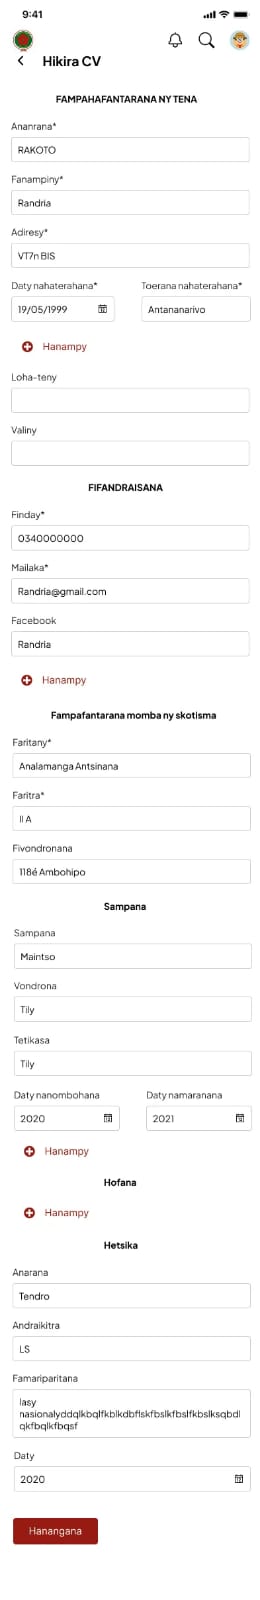 9:41
Hikira CV
FAMPAHAFANTARANA NY TENA
Ananrana*
RAKOTO
Fanampiny*
Randria
Adiresy*
VT7n BIS
Daty nahaterahana* Toerana nahaterahana*
19/05/1999 Antananarivo
Hanampy
Loha-teny
Valiny
FIFANDRAISANA
Finday*
0340000000
Mailaka*
Randria@gmail.com
Facebook
Randria
Hanampy
Fampafantarana momba ny skotisma
Faritany*
Analamanga Antsinana
Faritra*
II A
Fivondronana
118é Ambohipo
Sampana
Sampana
Maintso
Vondrona
Tily
Tetikasa
Tily
Daty nanombohana Daty namaranana
2020 2021
Hanampy
Hofana
Hanampy
Hetsika
Anarana
Tendro
Andraikitra
LS
Famariparitana
lasy
nasionalyddqlkbqlfkblkdbflskfbslkfbslfkbslksqbdl
qkfbqlkfbqsf
Daty
2020
Hanangana